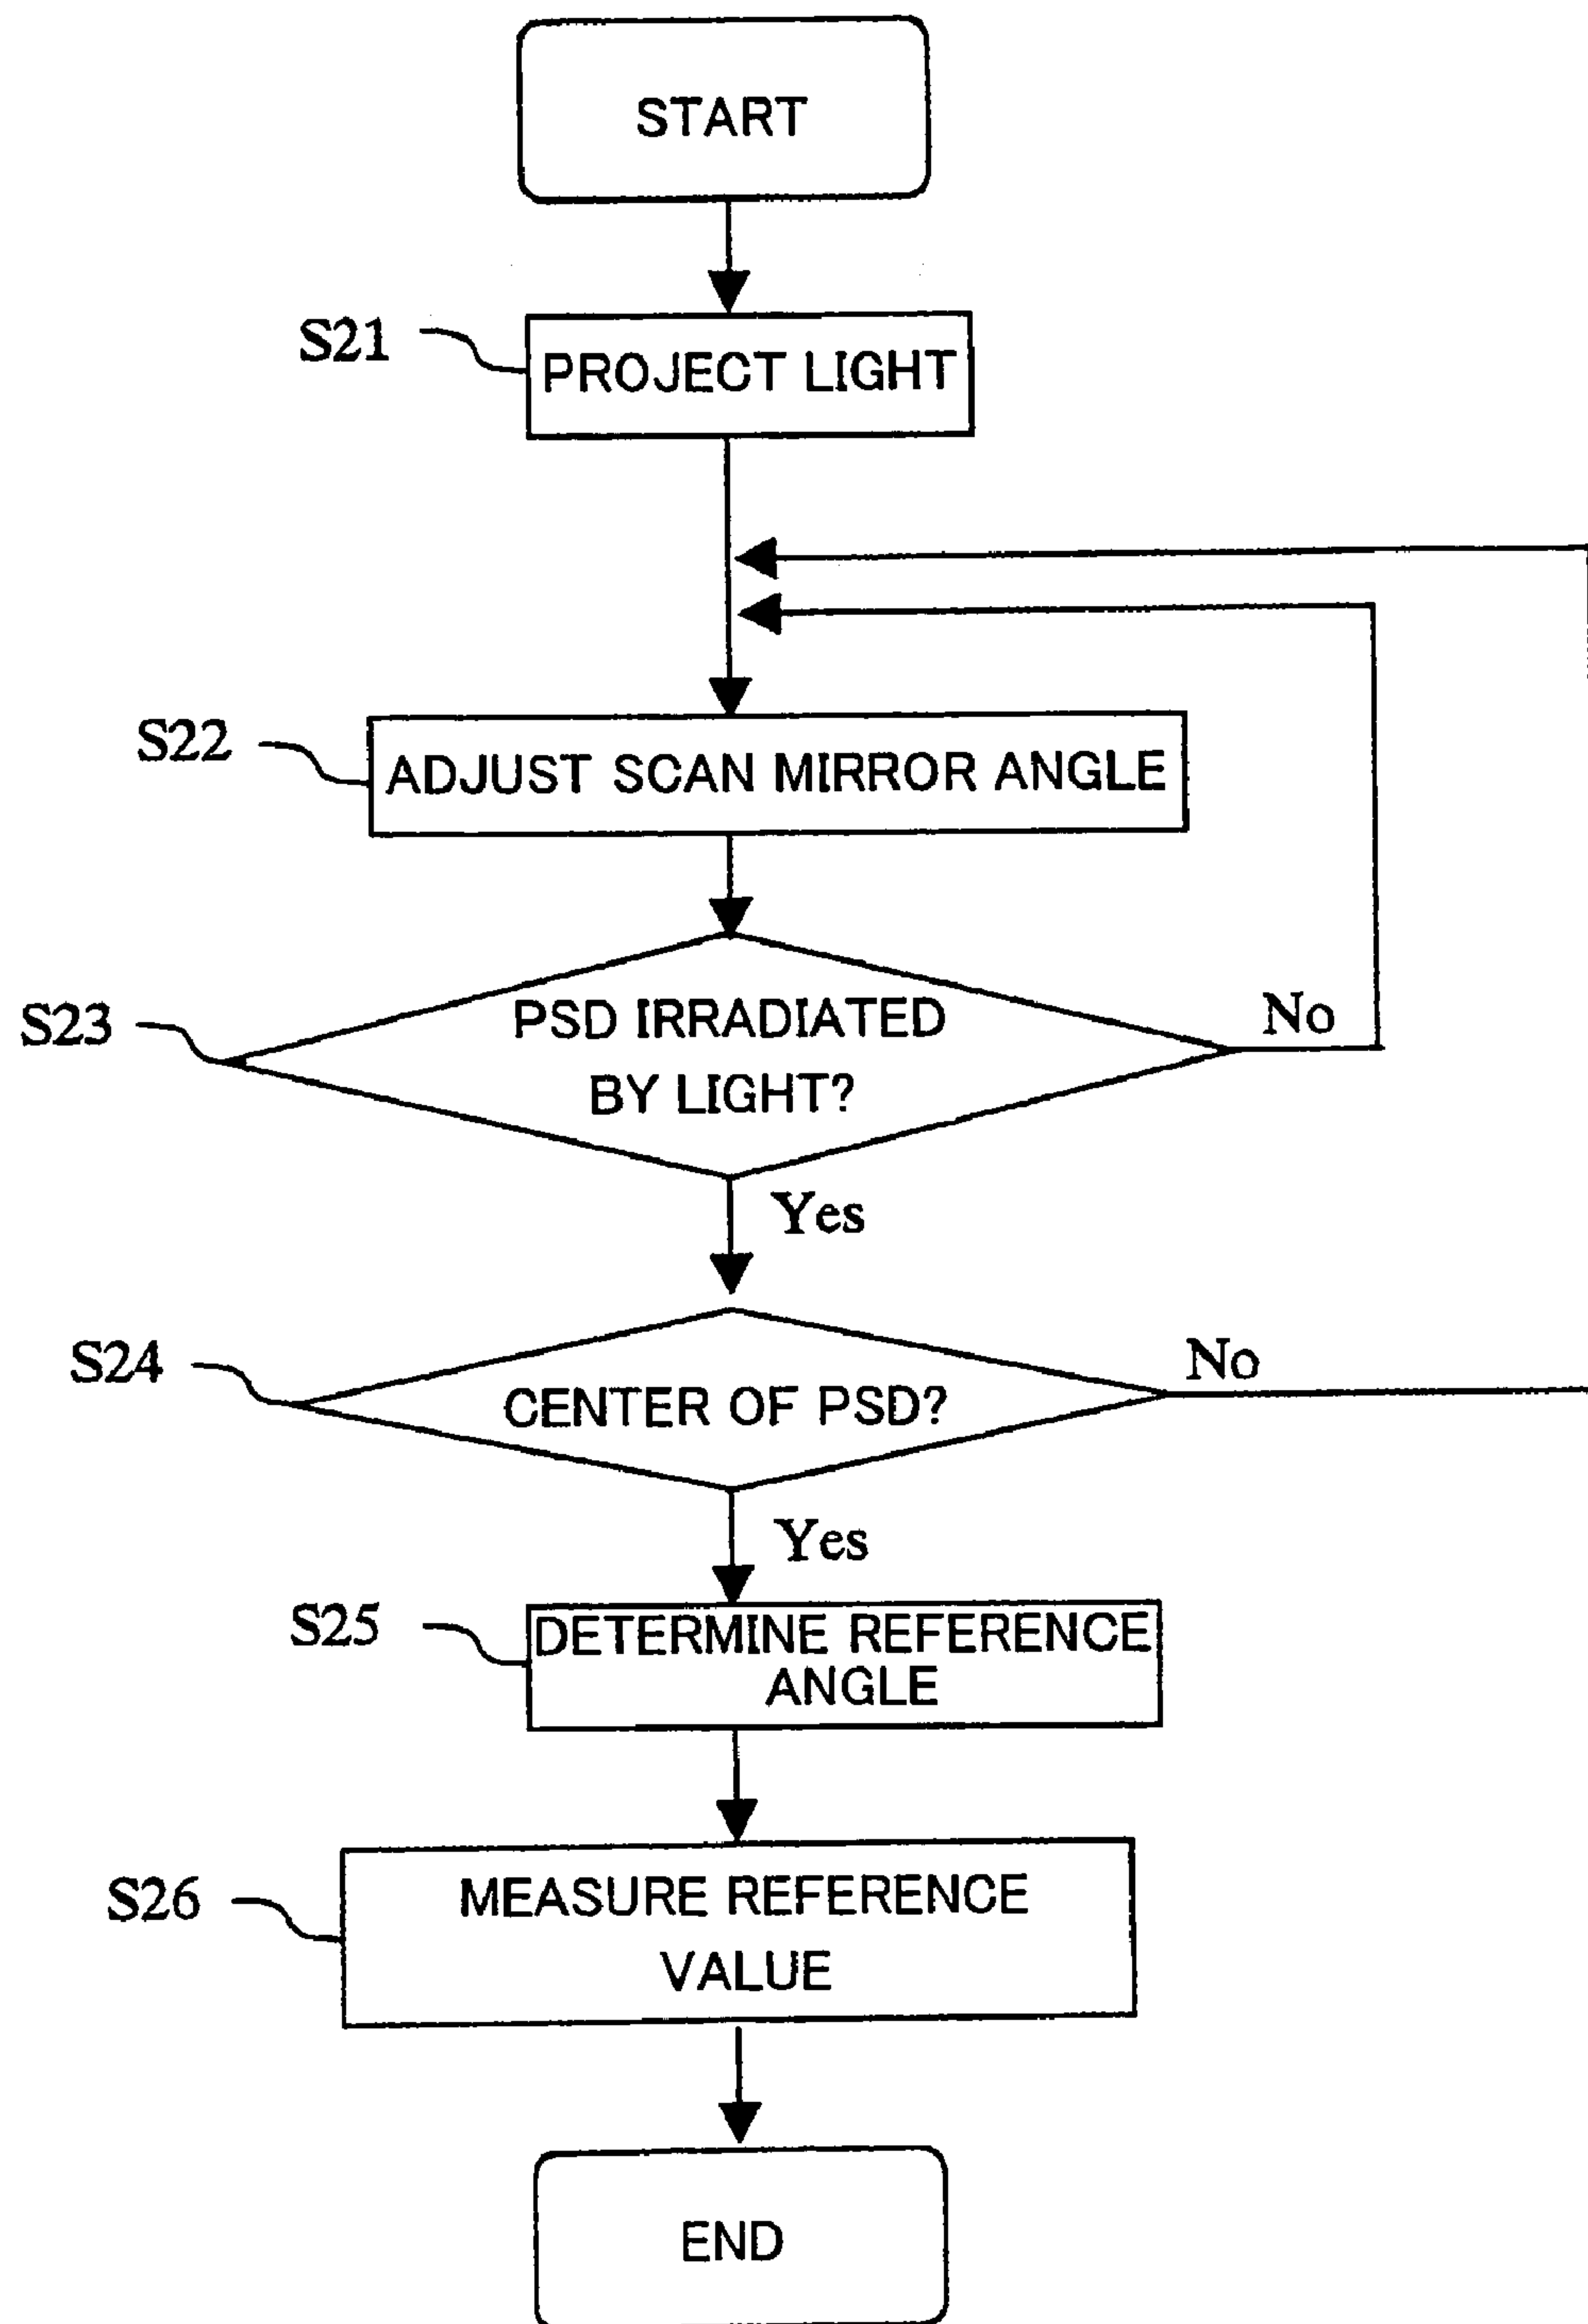 START
S21
PROJECT LIGHT
S22
ADJUST SCAN MIRROR ANGLE
S23
PSD IRRADIATED
BY LIGHT?
No
Yes
S24
CENTER OF PSD?
No
Yes
S25
DETERMINE REFERENCE
ANGLE
S26
MEASURE REFERENCE
VALUE
END